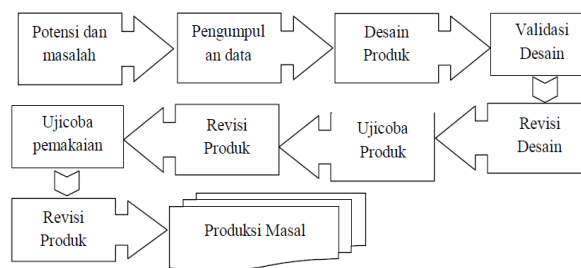 Potensi dan
masalah
Pengumpul
an data
Desain
Produk
Validasi
Desain
Revisi
Desain
Ujicoba
Produk
Revisi
Produk
Ujicoba
pemakaian
Revisi
Produk
Produksi Masal